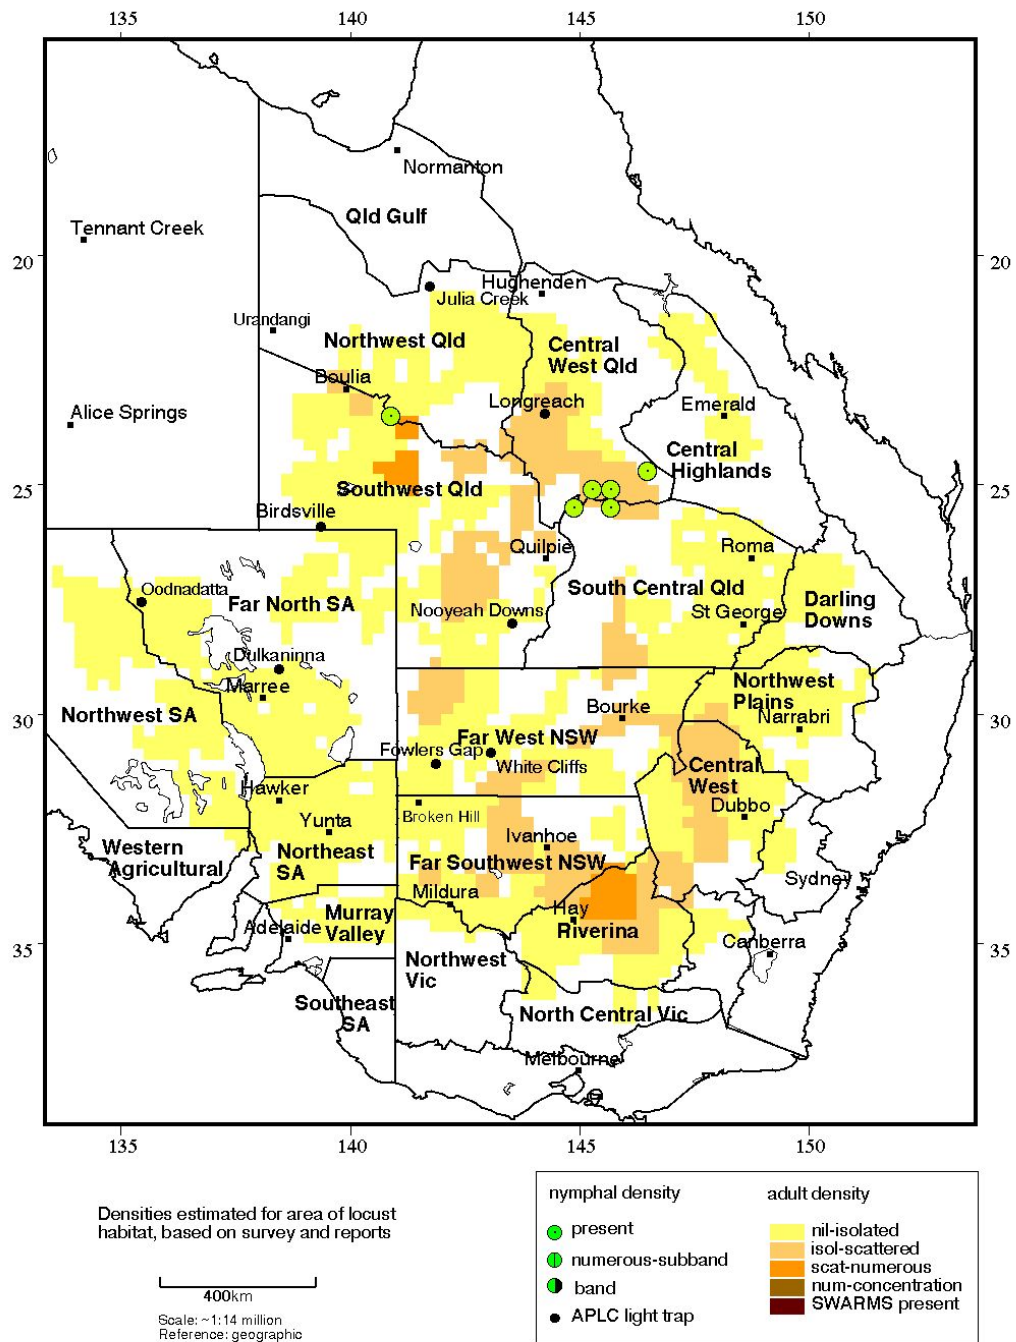 135
140
145
150
Normanton
Qld Gulf
Tennant Creek
20
20
Hughenden
Julia Creek
Urandangi
Northwest Qld
Central
West Qld
Boulia
Longreach
Alice Springs
Emerald
Central
Highlands
25
25
Southwest Qld
Birdsville
Quilpie
Roma
South Central Qld
Oodnadatta
Far North SA
Nooyeah Downs
St George
Darling
Downs
Dulkaninna
Marree
Northwest
Plains
Northwest SA
30
30
Bourke
Narrabri
Far West NSW
Fowlers Gap
White Cliffs
Central
West
Hawker
Dubbo
Yunta
Broken Hill
Ivanhoe
Western
Agricultural
Northeast
SA
Far Southwest NSW
Mildura
Sydney
Hay
Murray
Valley
Adelaide
Riverina
35
35
Canberra
Northwest
Vic
Southeast
SA
North Central Vic
Melbourne
135
140
145
150
Densities estimated for area of locust
habitat, based on survey and reports
400km
Scale: ~1:14 million
Reference: geographic
nymphal density
present
numerous-subband
band
APLC light trap
adult density
nil-isolated
isol-scattered
scat-numerous
num-concentration
SWARMS present